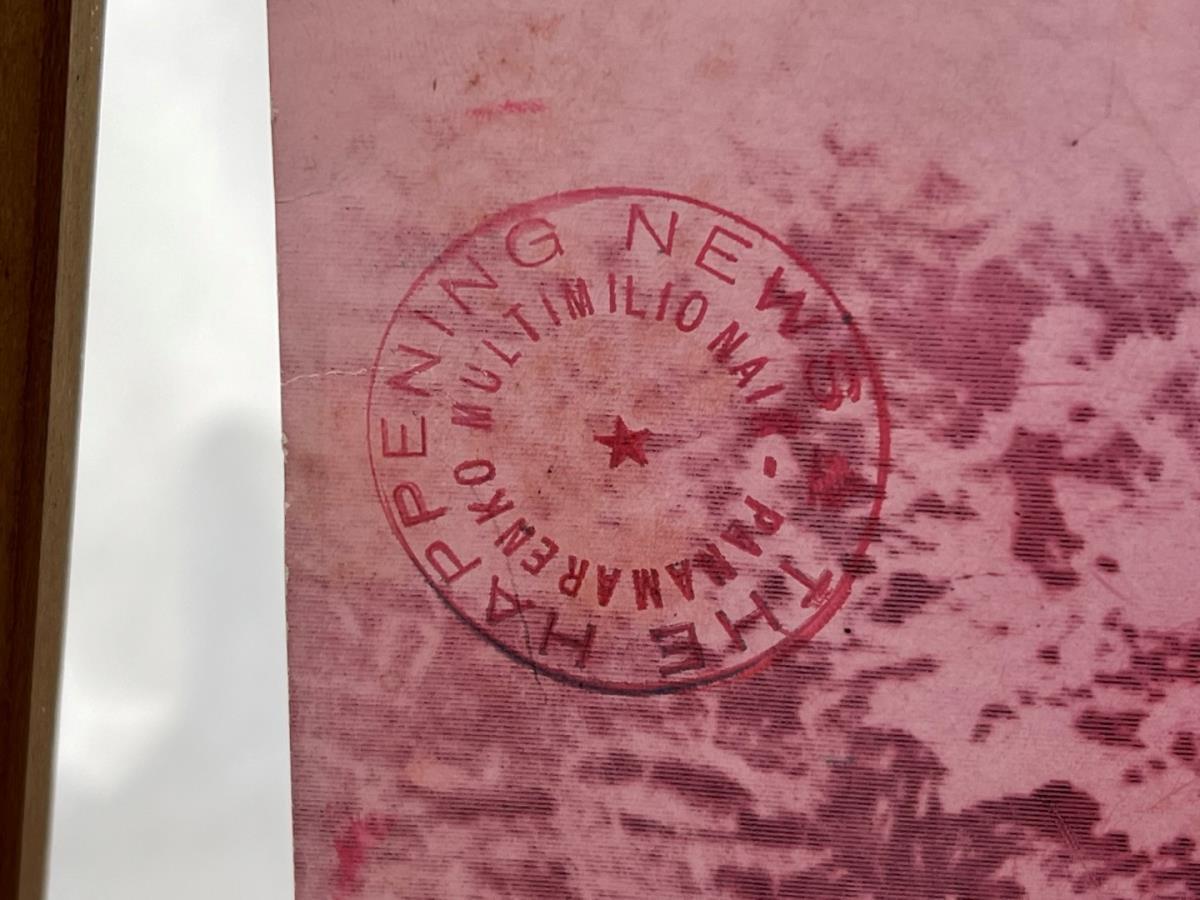 THE HAPPENING NEWS
PANAMARENKO MULTIMILIONAIR -